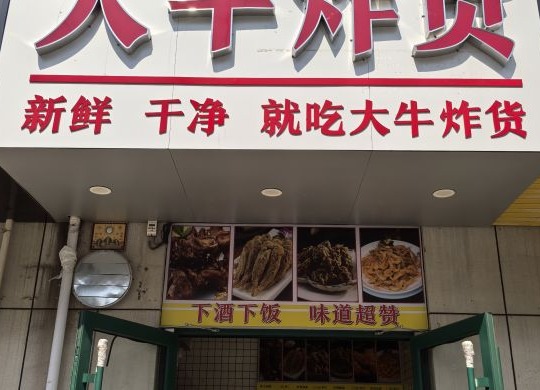 大牛炸货
新鲜 干净 就吃大牛炸货
下酒下饭 味道超赞